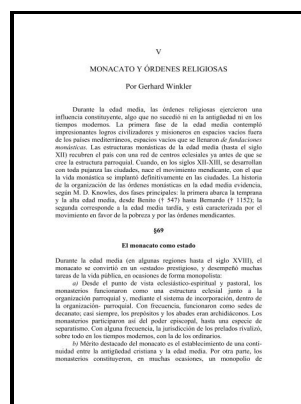 V
MONACATO Y ÓRDENES RELIGIOSAS
Por Gerhard Winkler
Durante la edad media, las órdenes religiosas ejercieron una
influencia constituyente, algo que no sucedió ni en la antigüedad ni en los
tiempos modernos. La primera fase de la edad media contempló
impresionantes logros civilizadores y misioneros en espacios vacíos fuera
de los países mediterráneos, espacios vacíos que se llenaron de fundaciones
monásticas. Las estructuras monásticas de la edad media (hasta el siglo
XII) recubren el país con una red de centros eclesiales ya antes de que se
cree la estructura parroquial. Cuando, en los siglos XII-XIII, se desarrollan
con toda pujanza las ciudades, nace el movimiento mendicante, con el que
la vida monástica se implantó definitivamente en las ciudades. La historia
de la organización de las órdenes monásticas en la edad media evidencia,
según M. D. Knowles, dos fases principales: la primera abarca la temprana
y la alta edad media, desde Benito († 547) hasta Bernardo († 1152); la
segunda corresponde a la edad media tardía, y está caracterizada por el
movimiento en favor de la pobreza y por las órdenes mendicantes.
§69
El monacato como estado
Durante la edad media (en algunas regiones hasta el siglo XVIII), el
monacato se convirtió en un «estado» prestigioso, y desempeñó muchas
tareas de la vida pública, en ocasiones de forma monopolista:
a) Desde el punto de vista eclesiástico-espiritual y pastoral, los
monasterios funcionaron como una estructura eclesial junto a la
organización parroquial y, mediante el sistema de incorporación, dentro de
la organización- parroquial. Con frecuencia, funcionaron como sedes de
decanato; casi siempre, los prepósitos y los abades eran archidiáconos. Los
monasterios participaron así del poder episcopal, hasta una especie de
separatismo. Con alguna frecuencia, la jurisdicción de los prelados rivalizó,
sobre todo en los tiempos modernos, con la de los ordinarios.
b) Mérito destacado del monacato es el establecimiento de una conti-
nuidad entre la antigüedad cristiana y la edad media. Por otra parte, los
monasterios constituyeron, en muchas ocasiones, un monopolio de